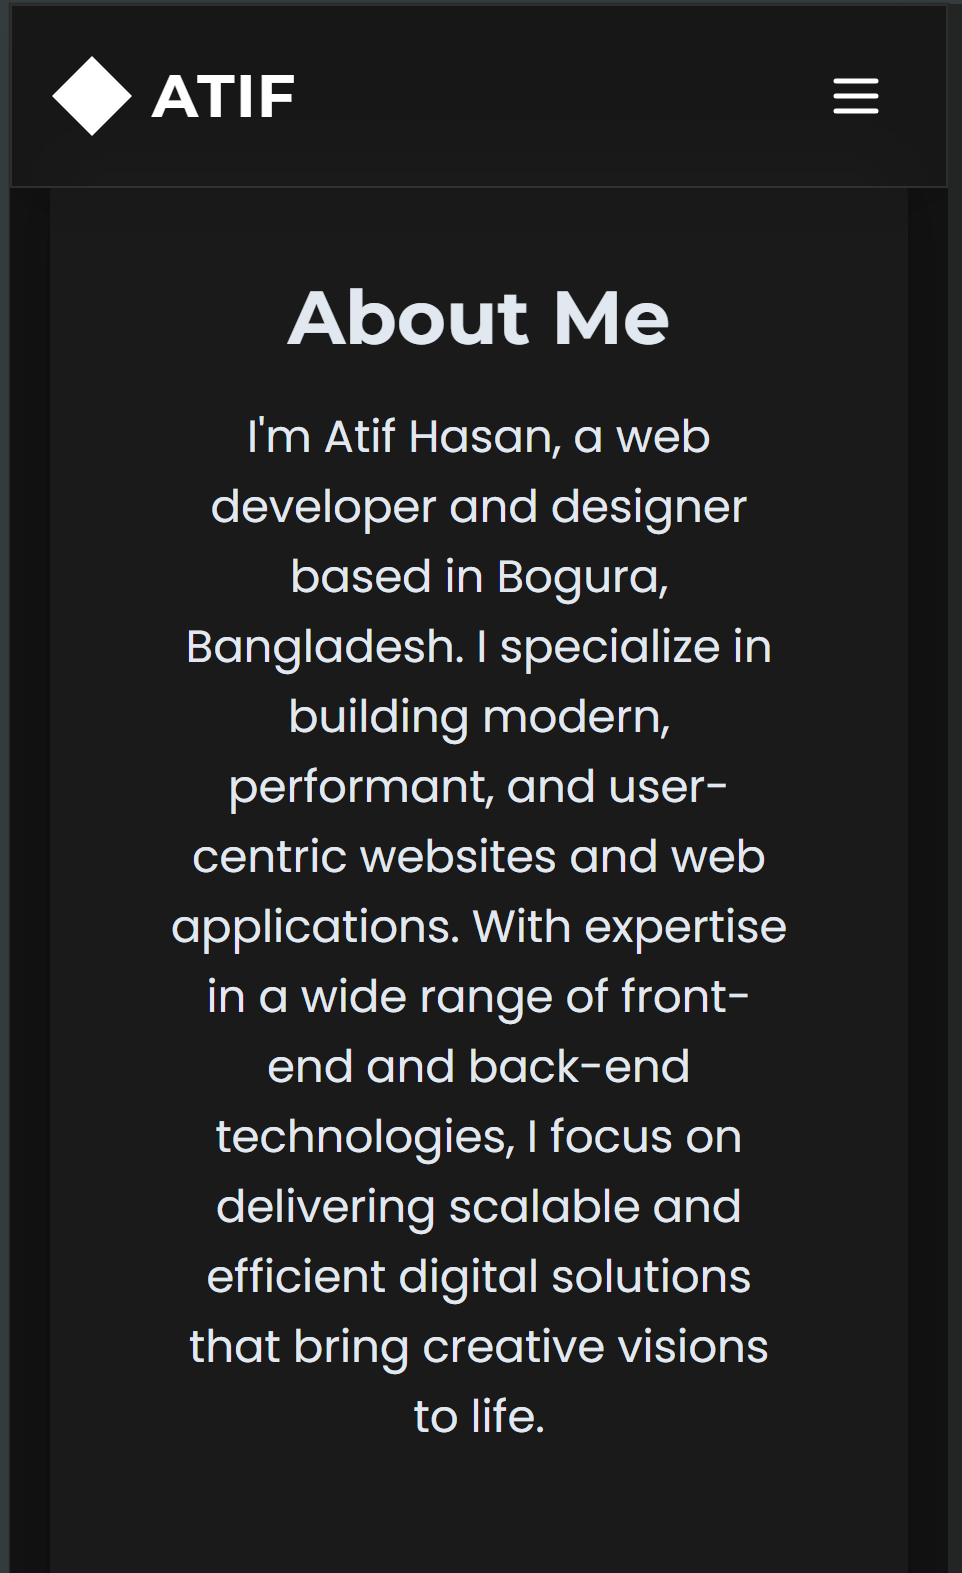 ATIF
About Me
I'm Atif Hasan, a web
developer and designer
based in Bogura,
Bangladesh. I specialize in
building modern,
performant, and user-
centric websites and web
applications. With expertise
in a wide range of front-
end and back-end
technologies, I focus on
delivering scalable and
efficient digital solutions
that bring creative visions
to life.